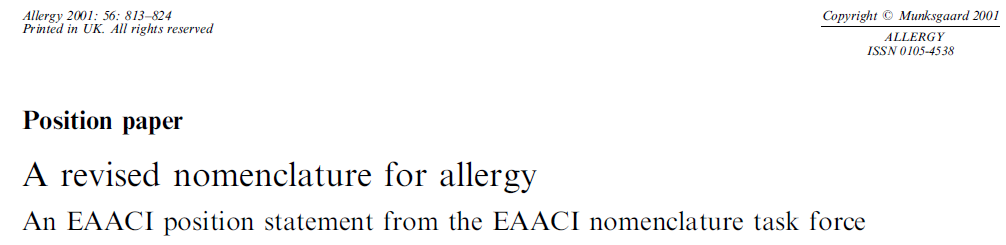 Allergy 2001: 56: 813–824
Printed in UK. All rights reserved
Copyright © Munksgaard 2001
ALLERGY
ISSN 0105-4538
Position paper
A revised nomenclature for allergy
An EAACI position statement from the EAACI nomenclature task force